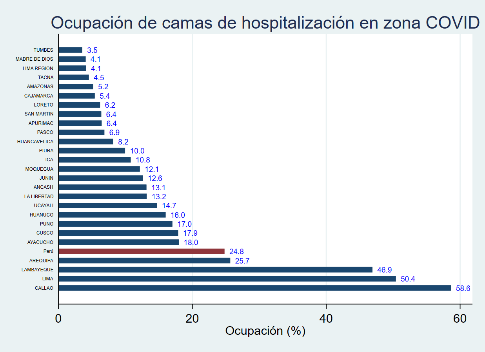 Ocupación de camas de hospitalización en zona COVID
TUMBES 3.5
MADRE DE DIOS 4.1
LIMA REGION 4.1
TACNA 4.5
AMAZONAS 5.2
CAJAMARCA 5.4
LORETO 6.2
SAN MARTIN 6.4
APURIMAC 6.4
PASCO 6.9
HUANCAVELICA 8.2
PIURA 10.0
ICA 10.8
MOQUEGUA 12.1
JUNIN 12.6
ANCASH 13.1
LA LIBERTAD 13.2
UCAYALI 14.7
HUANUCO 16.0
PUNO 17.0
CUSCO 17.9
AYACUCHO 18.0
Perú 24.8
AREQUIPA 25.7
LAMBAYEQUE 46.9
LIMA 50.4
CALLAO 58.6
0 20 40 60
Ocupación (%)